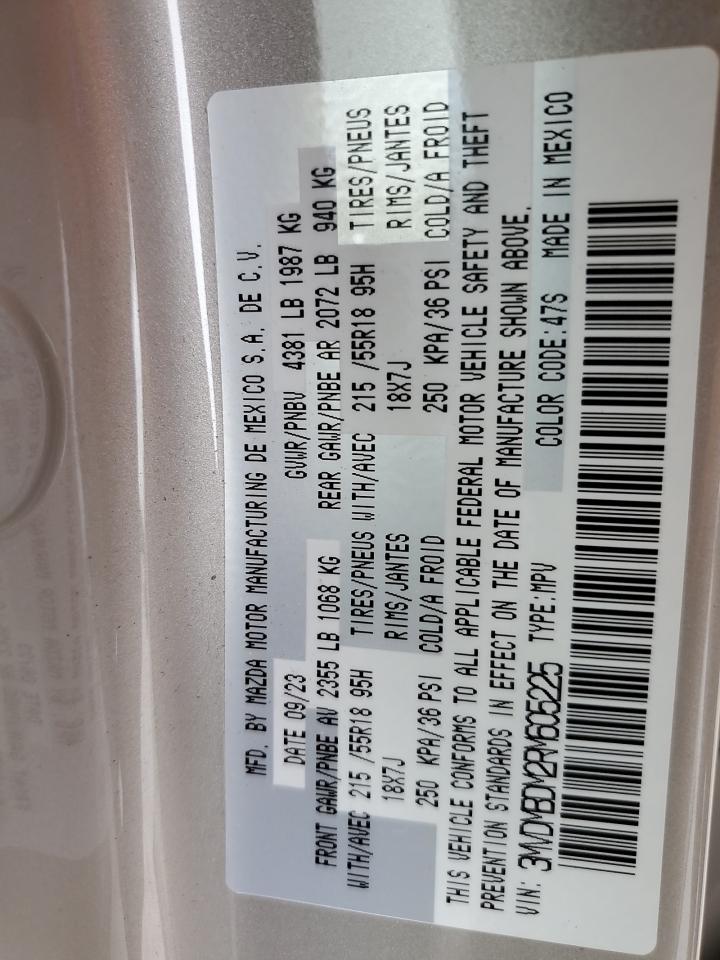 MFD. BY MAZDA MOTOR MANUFACTURING DE MEXICO S.A. DE C.V.
DATE 09/23 GVWR/PNBV 4381 LB 1987 KG
FRONT GAWR/PNBE AV 2355 LB 1068 KG REAR GAWR/PNBE AR 2072 LB 940 KG
WITH/AVEC 215 /55R18 95H TIRES/PNEUS WITH/AVEC 215 /55R18 95H TIRES/PNEUS
18X7J RIMS/JANTES 18X7J RIMS/JANTES
250 KPA/36 PSI COLD/A FROID 250 KPA/36 PSI COLD/A FROID
THIS VEHICLE CONFORMS TO ALL APPLICABLE FEDERAL MOTOR VEHICLE SAFETY AND THEFT
PREVENTION STANDARDS IN EFFECT ON THE DATE OF MANUFACTURE SHOWN ABOVE.
VIN: 3MVDMBDM2RM605225 TYPE:MPV COLOR CODE:47S MADE IN MEXICO